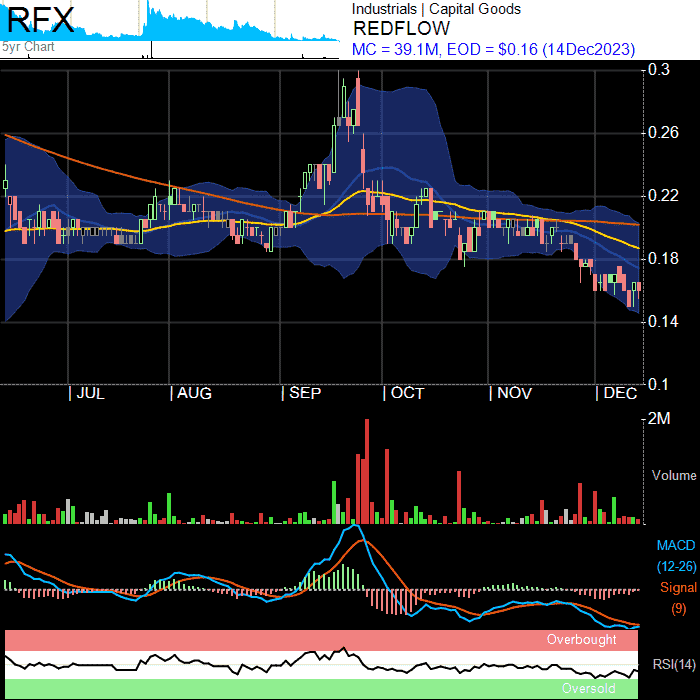 RFX
5yr Chart
Industrials | Capital Goods
REDFLOW
MC = 39.1M, EOD = $0.16 (14Dec2023)
0.3
0.26
0.22
0.18
0.14
0.1
JUL AUG SEP OCT NOV DEC
2M
Volume
MACD
(12-26)
Signal
(9)
Overbought
RSI(14)
Oversold